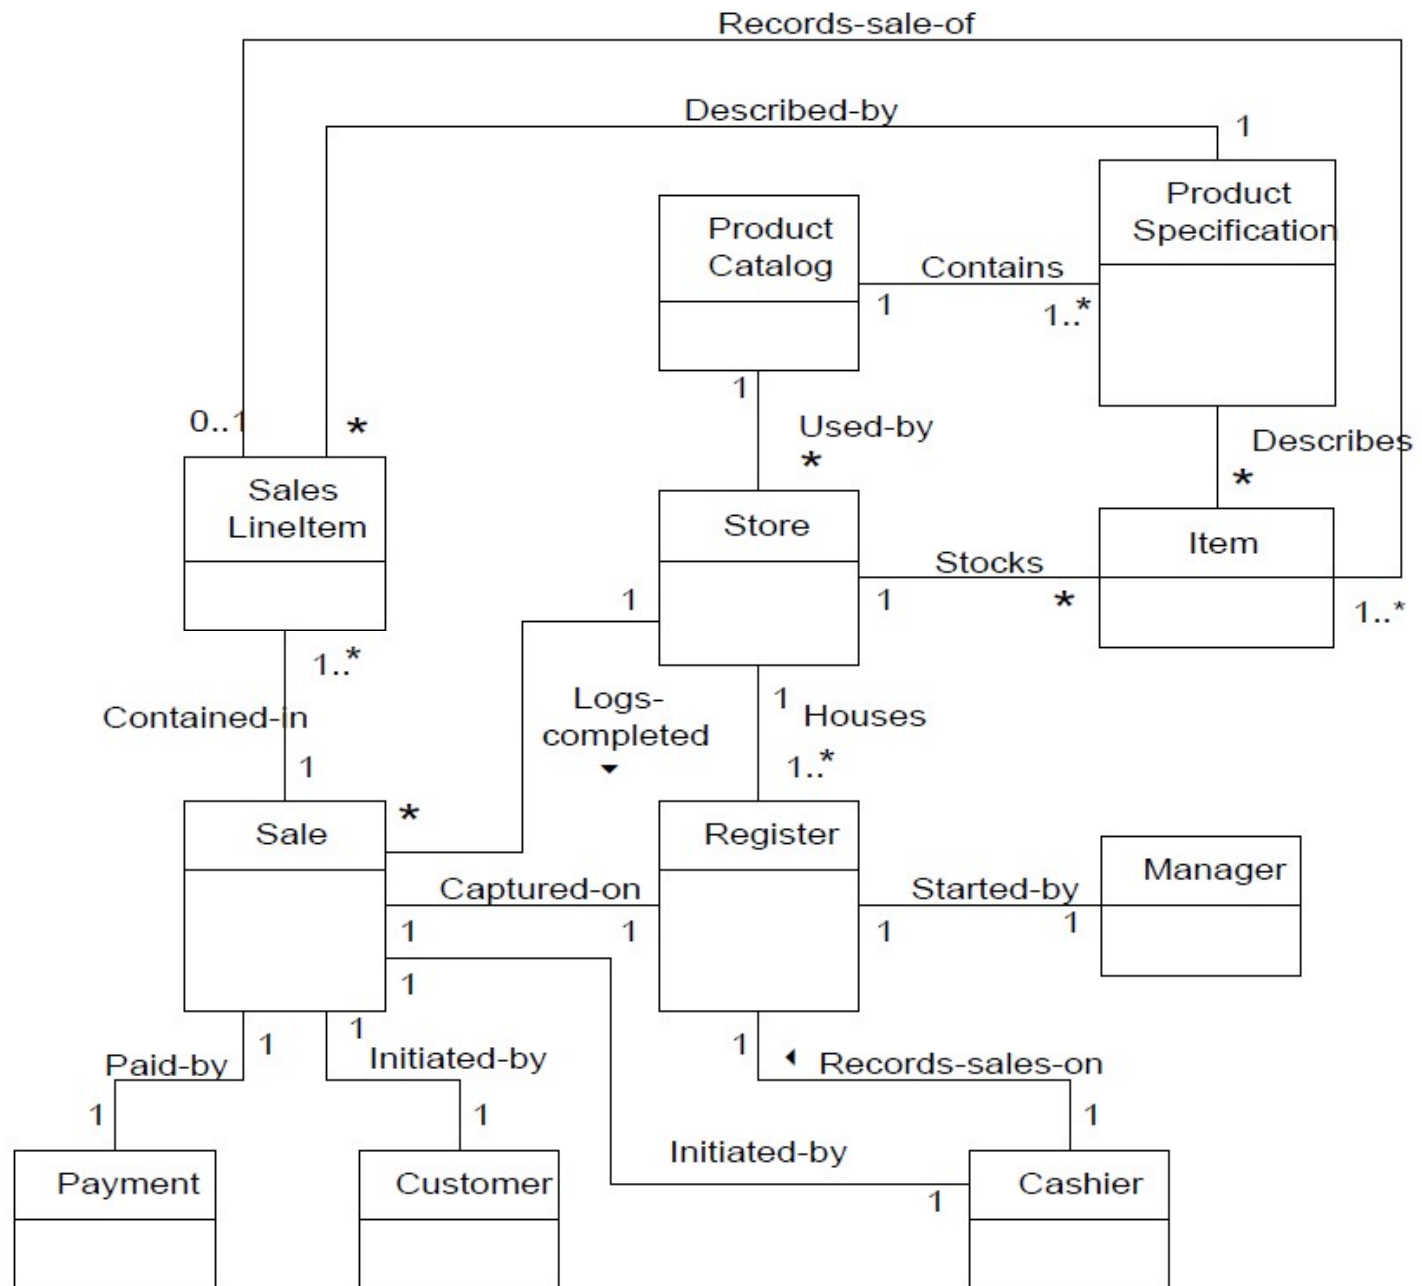 Records-sale-of
Described-by
1
Product
Specification
Product
Catalog
Contains
1
1..*
1
0..1
*
Used-by
*
Describes
*
Sales
LineItem
Store
Item
Stocks
1
1
*
1..*
1..*
Logs-
completed
1
Houses
Contained-in
1..*
1
*
Sale
Register
Manager
Captured-on
1
1
Started-by
1
1
1
1
1
Paid-by
Initiated-by
1
Records-sales-on
1
1
1
Initiated-by
1
Payment
Customer
Cashier